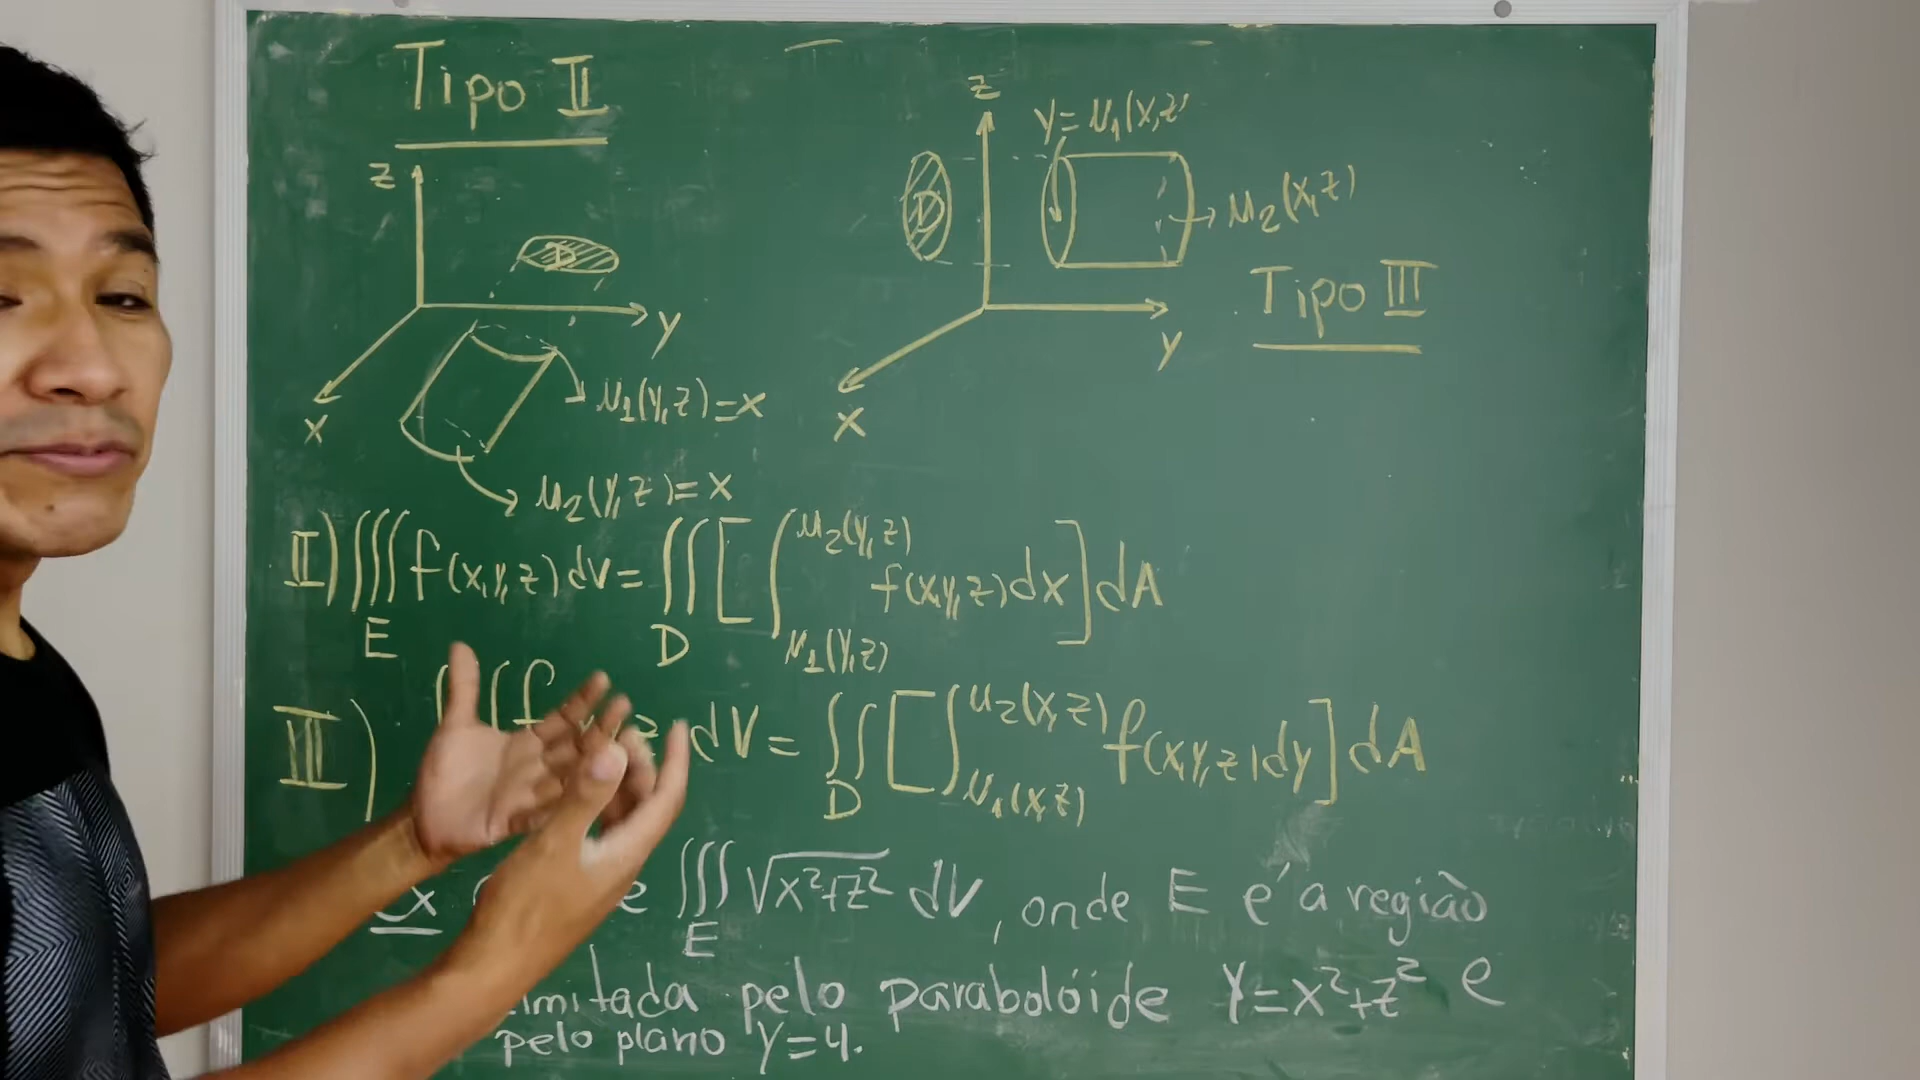 Tipo II
z
D
y
x
u₁(y,z)=x
u₂(y,z)=x
z
y=u₁(x,z)
D
u₂(x,z)
Tipo III
y
x
II) ∭ f(x,y,z) dV = ∬ [ ∫ f(x,y,z) dx ] dA
E D u₁(y,z) u₂(y,z)
III) dV = ∬ [ ∫ f(x,y,z) dy ] dA
D u₁(x,z) u₂(x,z)
Ex e ∭ √x²+z² dV, onde E é a região
E
limitada pelo parabolóide y=x²+z² e
pelo plano y=4.